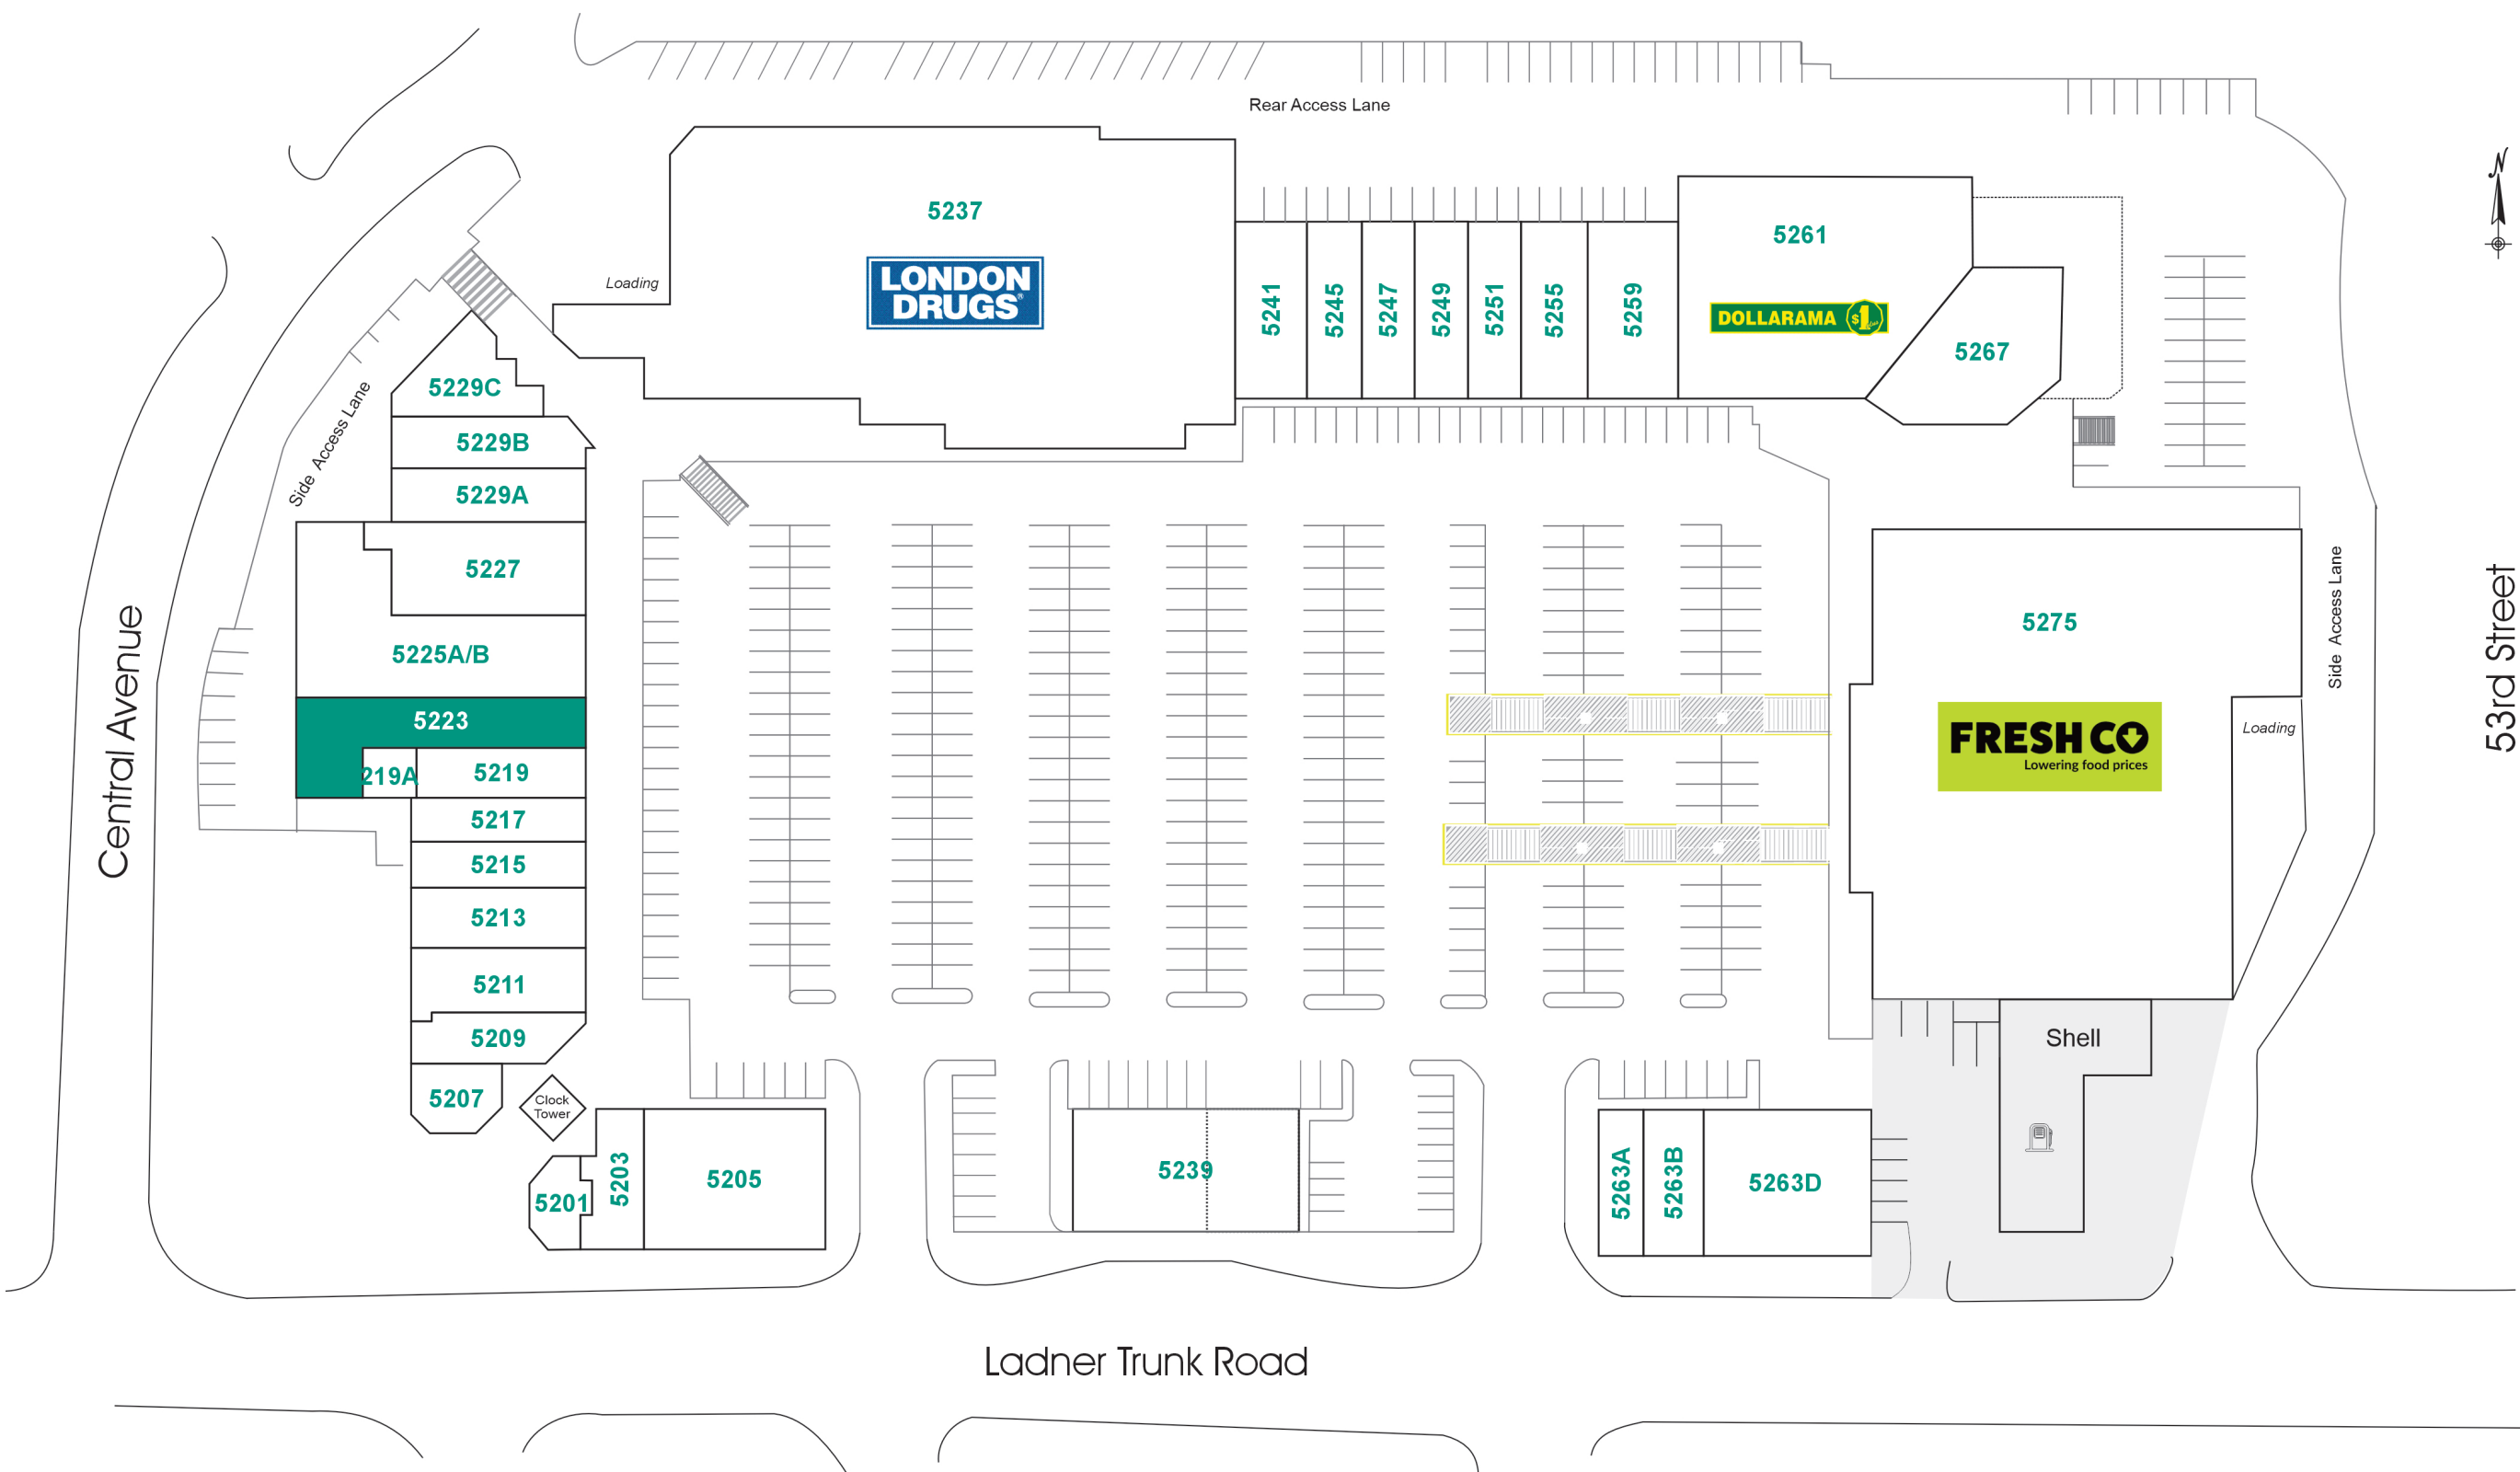 Rear Access Lane
N
5237
LONDON
DRUGS
Loading
5241
5245
5247
5249
5251
5255
5259
5261
DOLLARAMA $1 plus
5267
5229C
5229B
5229A
Side Access Lane
5227
5225A/B
5223
219A
5219
5217
5215
5213
5211
5209
5207
Clock
Tower
5201
5203
5205
5239
5263A
5263B
5263D
5275
FRESHCO
Lowering food prices
Loading
Side Access Lane
Shell
Central Avenue
53rd Street
Ladner Trunk Road